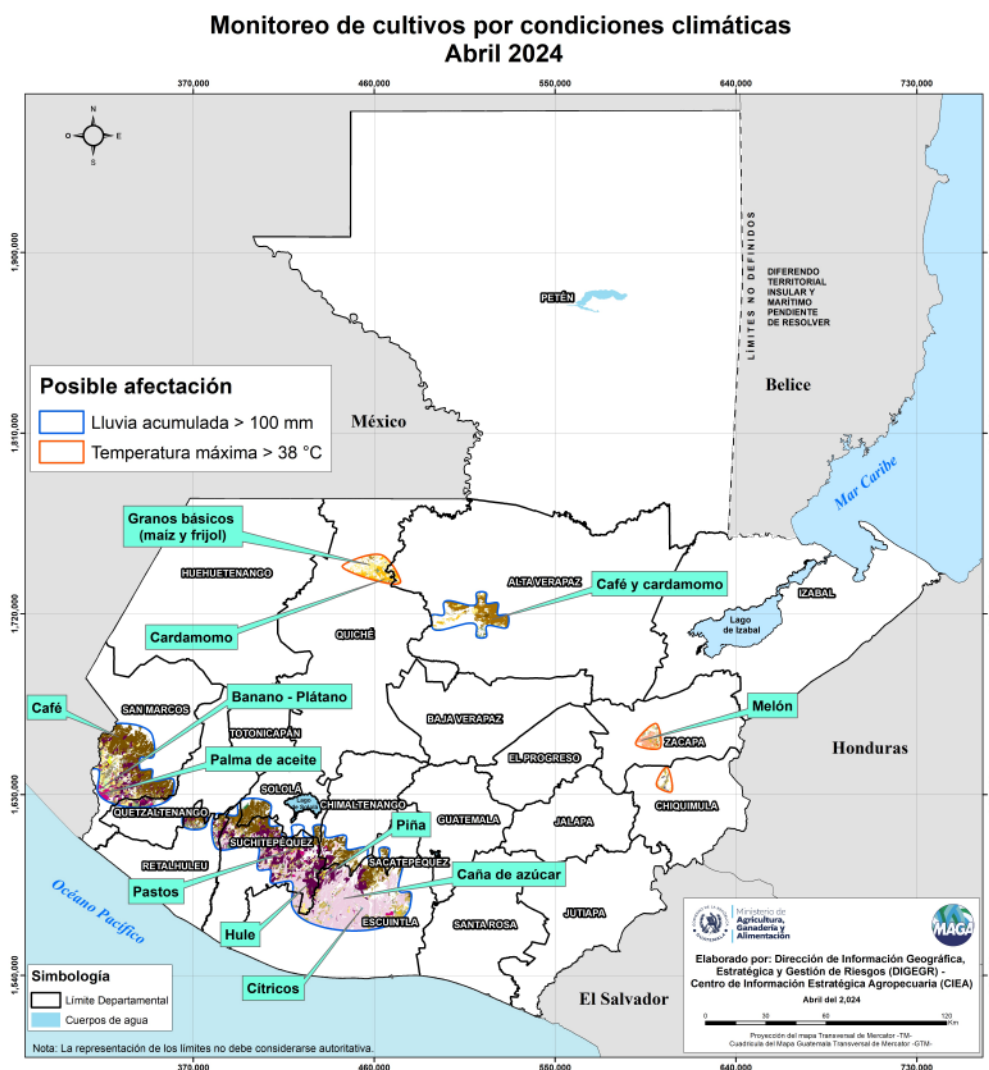 Monitoreo de cultivos por condiciones climáticas
Abril 2024
370,000
460,000
550,000
640,000
730,000
N
O
E
S
1,900,000
1,810,000
1,720,000
1,630,000
1,540,000
PETÉN
LÍMITES NO DEFINIDOS
DIFERENDO
TERRITORIAL
INSULAR Y
MARÍTIMO
PENDIENTE
DE RESOLVER
Belice
México
Mar Caribe
Posible afectación
Lluvia acumulada > 100 mm
Temperatura máxima > 38 °C
Granos básicos
(maíz y frijol)
HUEHUETENANGO
ALTA VERAPAZ
Café y cardamomo
IZABAL
Lago
de Izabal
Cardamomo
QUICHÉ
Café
SAN MARCOS
Banano - Plátano
BAJA VERAPAZ
Melón
TOTONICAPÁN
ZACAPA
EL PROGRESO
Honduras
Palma de aceite
SOLOLÁ
CHIMALTENANGO
QUETZALTENANGO
GUATEMALA
JALAPA
CHIQUIMULA
Piña
SUCHITEPÉQUEZ
SACATEPÉQUEZ
RETALHULEU
Caña de azúcar
Pastos
JUTIAPA
ESCUINTLA
SANTA ROSA
Océano Pacífico
Hule
Cítricos
El Salvador
Simbología
Límite Departamental
Cuerpos de agua
Nota: La representación de los límites no debe considerarse autoritativa.
Ministerio de
Agricultura,
Ganadería y
Alimentación
MAGA
Elaborado por: Dirección de Información Geográfica,
Estratégica y Gestión de Riesgos (DIGEGR) -
Centro de Información Estratégica Agropecuaria (CIEA)
Abril del 2,024
0
30
60
120
Km
Proyección del mapa Transversal de Mercator -TM-
Cuadrícula del Mapa Guatemala Transversal de Mercator -GTM-
370,000
460,000
550,000
640,000
730,000